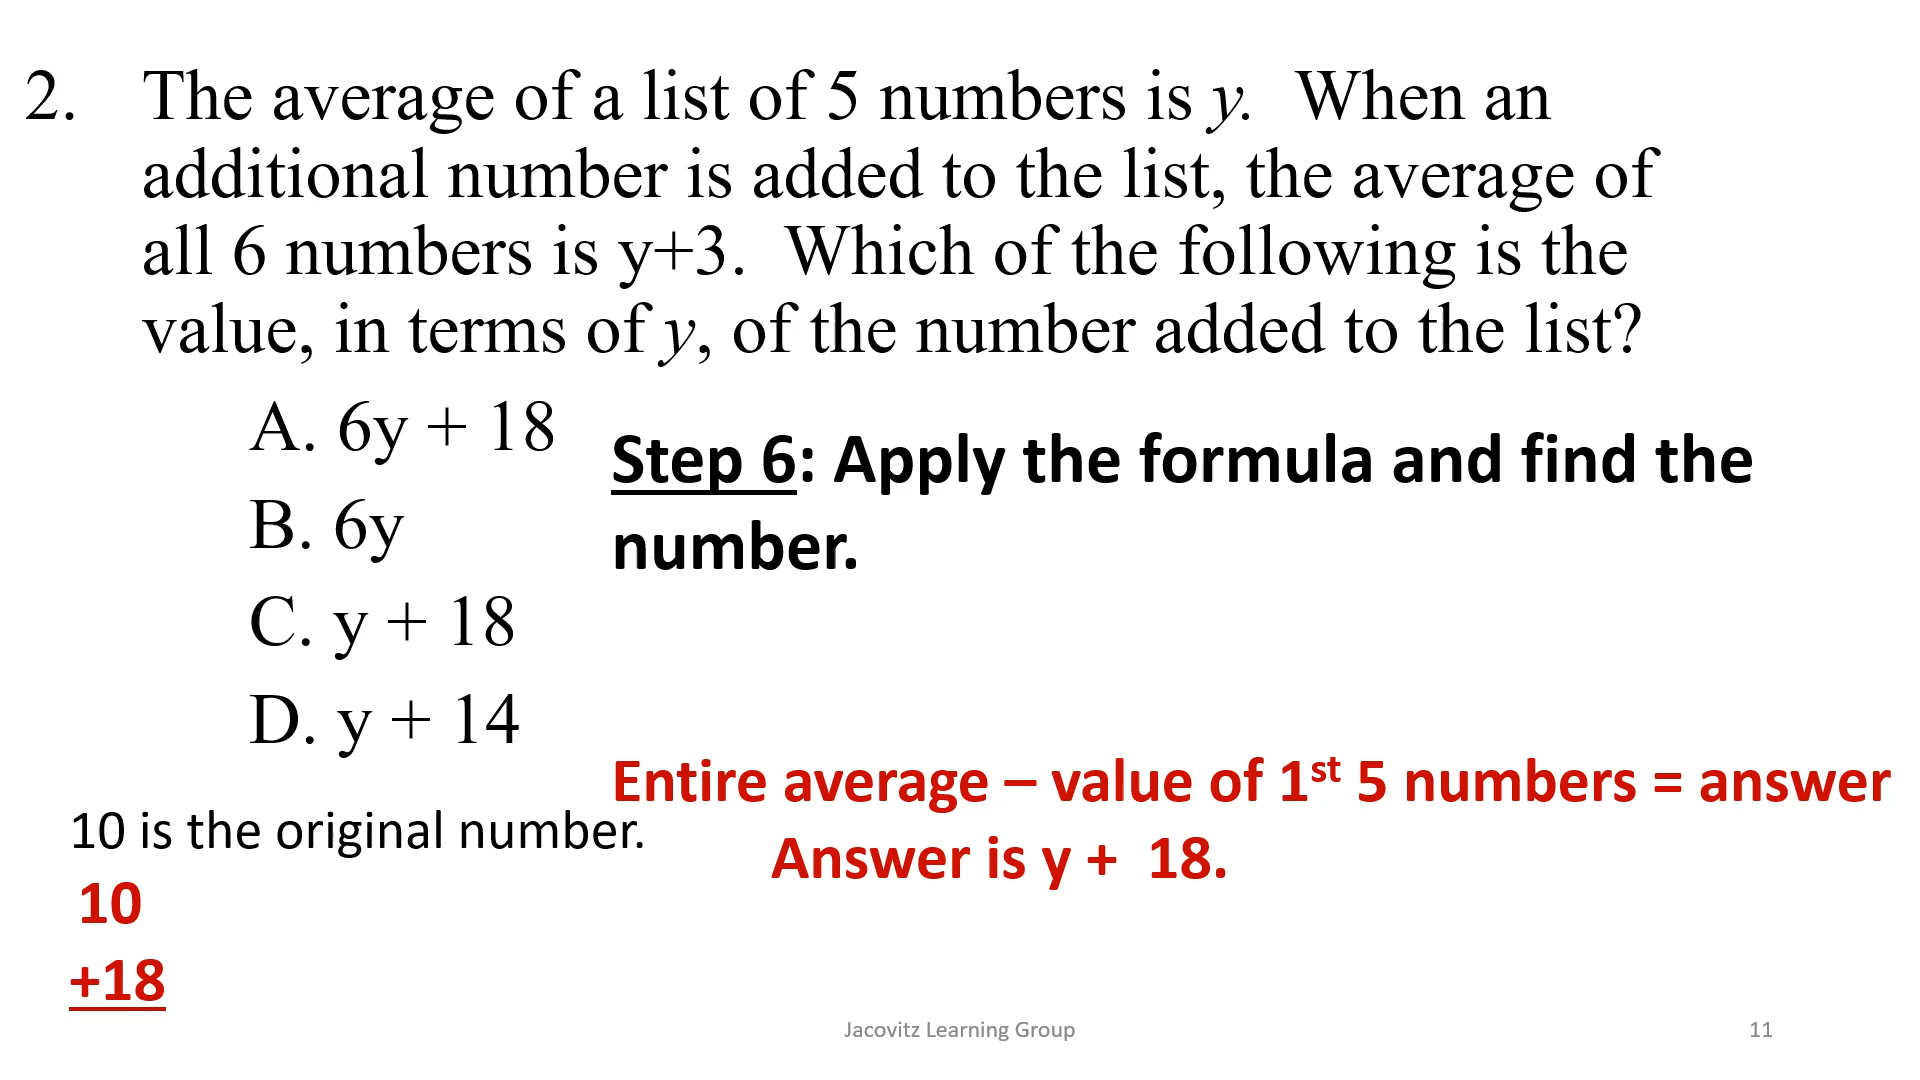 2. The average of a list of 5 numbers is y. When an
additional number is added to the list, the average of
all 6 numbers is y+3. Which of the following is the
value, in terms of y, of the number added to the list?
A. 6y + 18
B. 6y
C. y + 18
D. y + 14
Step 6: Apply the formula and find the
number.
Entire average – value of 1st 5 numbers = answer
Answer is y + 18.
10 is the original number.
10
+18
Jacovitz Learning Group
11